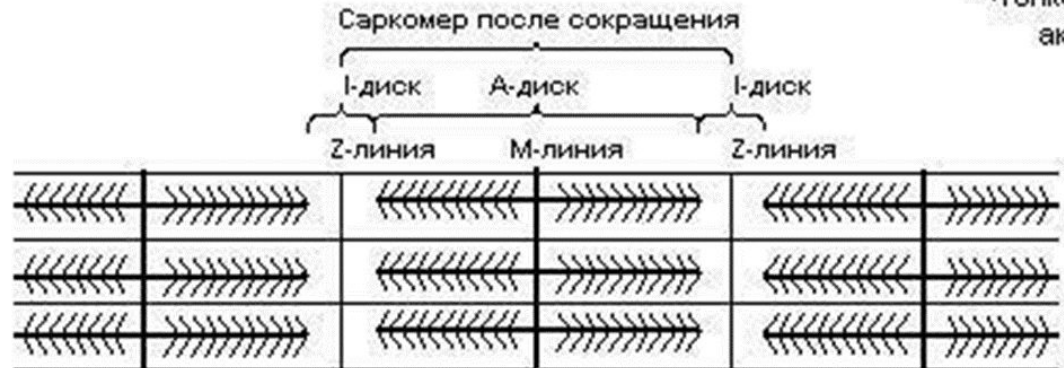 Саркомер после сокращения
I-диск А-диск I-диск
Z-линия М-линия Z-линия